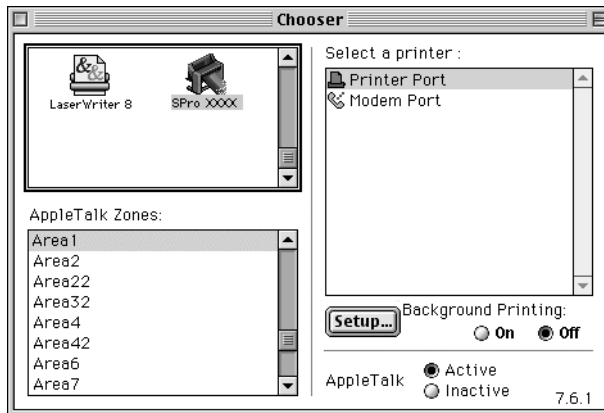 Chooser
LaserWriter 8
SPro XXXX
AppleTalk Zones:
Area1
Area2
Area22
Area32
Area4
Area42
Area6
Area7
Select a printer :
Printer Port
Modem Port
Setup...
Background Printing:
On Off
AppleTalk
Active
Inactive
7.6.1